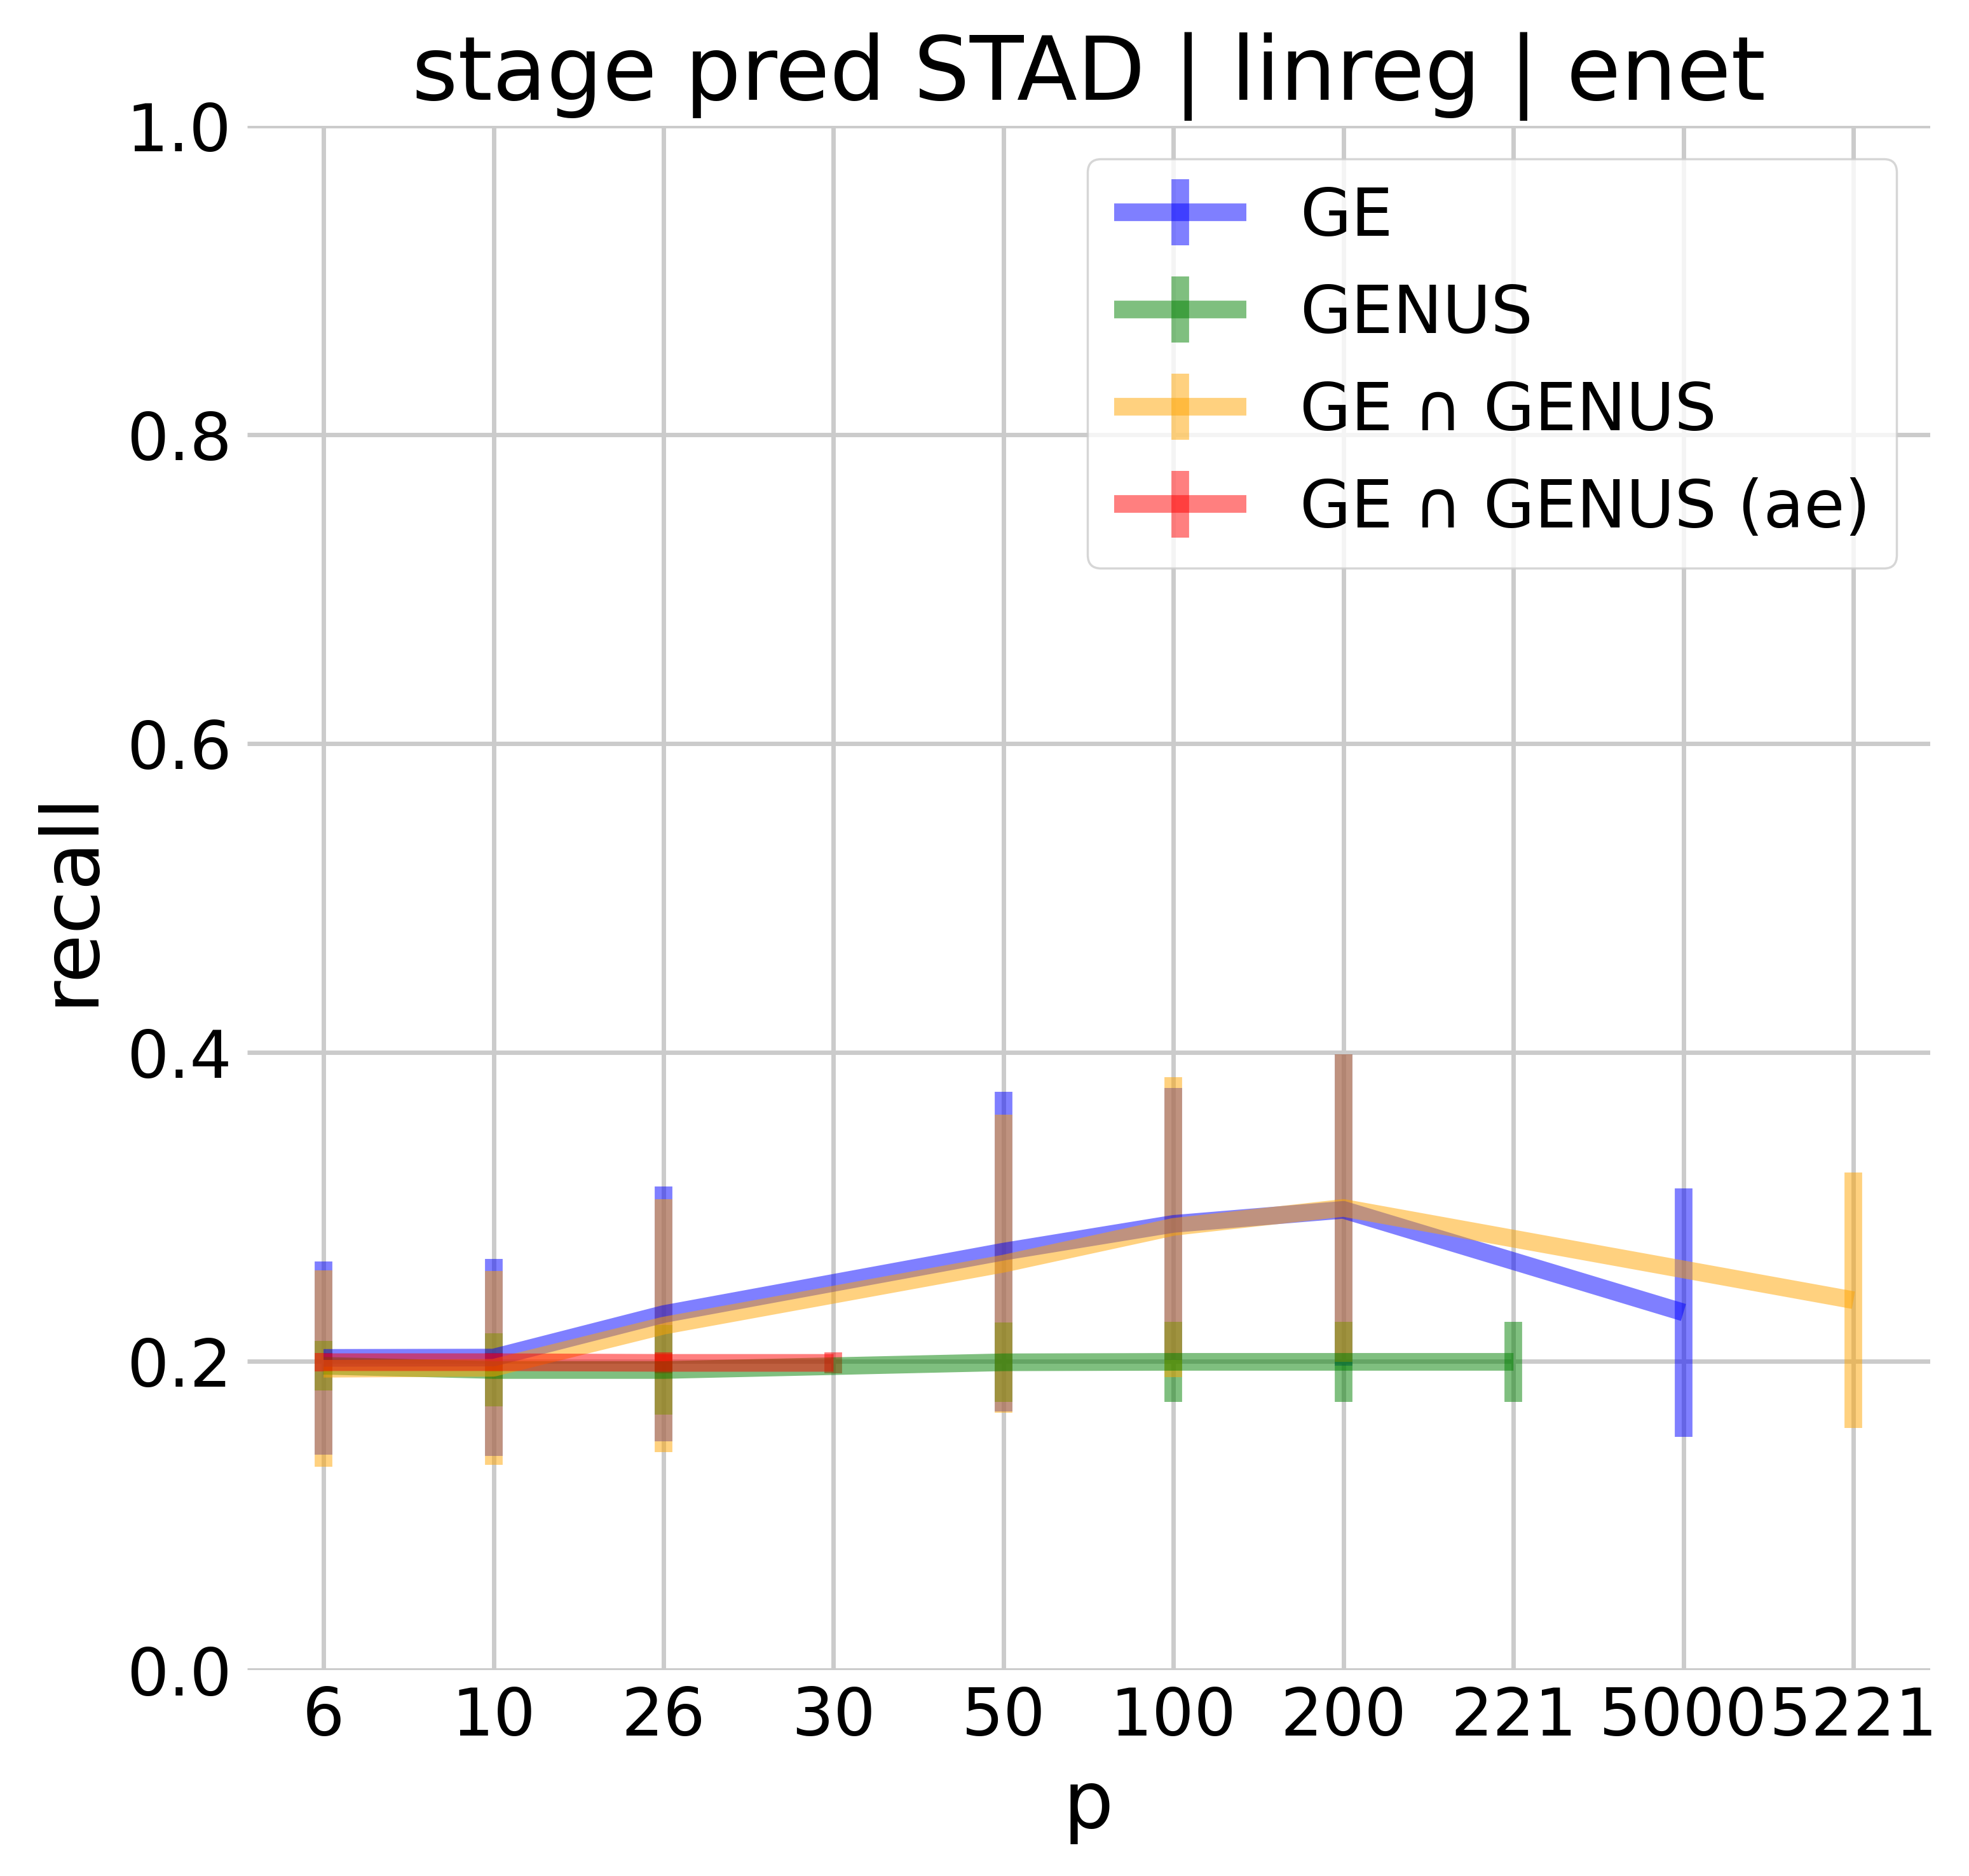 stage pred STAD | linreg | enet
1.0
0.8
0.6
0.4
0.2
0.0
recall
GE
GENUS
GE ∩ GENUS
GE ∩ GENUS (ae)
6 10 26 30 50 100 200 221 5000 5221
p